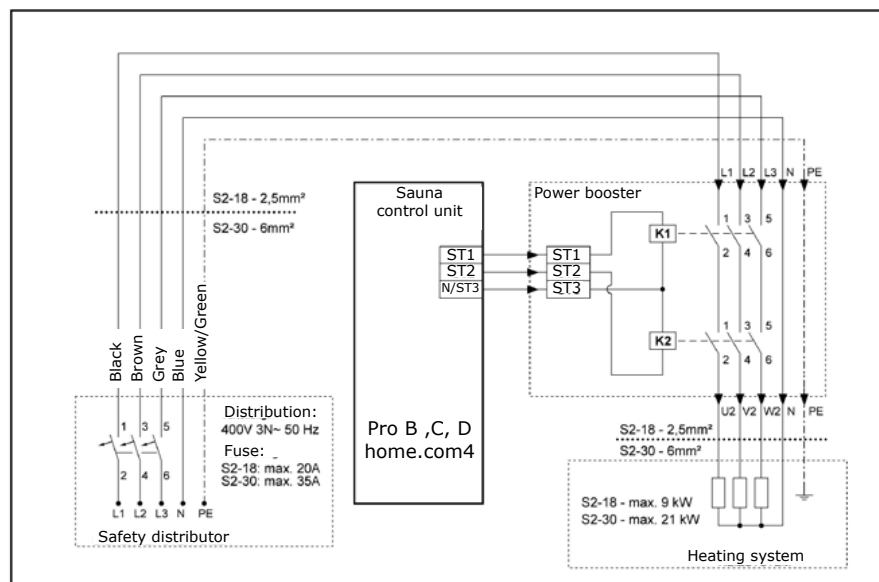 L1 L2 L3 N PE
Sauna
control unit
Power booster
S2-18 - 2,5mm²
S2-30 - 6mm²
1 3 5
K1
2 4 6
ST1
ST2
N/ST3
ST1
ST2
ST3
1 3 5
K2
2 4 6
Black
Brown
Grey
Blue
Yellow/Green
U2 V2 W2 N PE
Distribution:
400V 3N~ 50 Hz
Fuse:
S2-18: max. 20A
S2-30: max. 35A
1 3 5
2 4 6
L1 L2 L3 N PE
Safety distributor
Pro B ,C, D
home.com4
S2-18 - 2,5mm²
S2-30 - 6mm²
S2-18 - max. 9 kW
S2-30 - max. 21 kW
Heating system